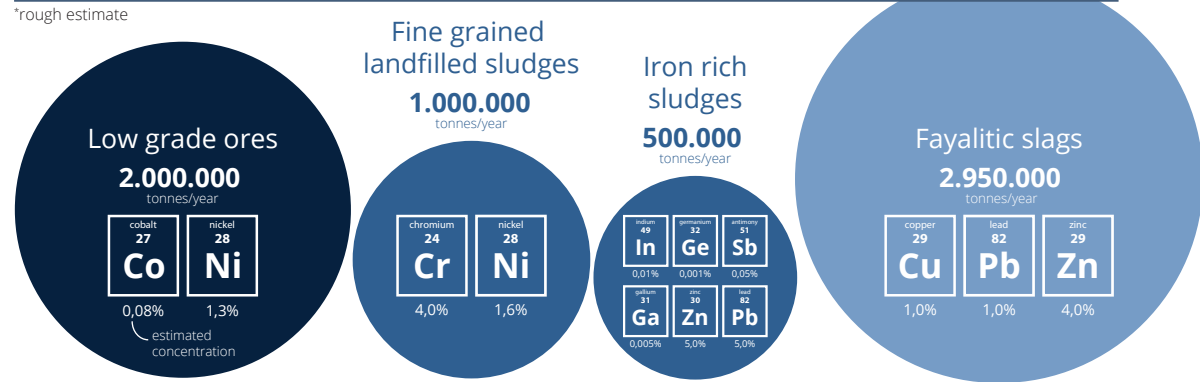 *rough estimate
Low grade ores
2.000.000
tonnes/year
cobalt
27
Co
0,08%
nickel
28
Ni
1,3%
estimated
concentration
Fine grained
landfilled sludges
1.000.000
tonnes/year
chromium
24
Cr
4,0%
nickel
28
Ni
1,6%
Iron rich
sludges
500.000
tonnes/year
indium
49
In
0,01%
germanium
32
Ge
0,001%
antimony
51
Sb
0,05%
gallium
31
Ga
0,005%
zinc
30
Zn
5,0%
lead
82
Pb
5,0%
Fayalitic slags
2.950.000
tonnes/year
copper
29
Cu
1,0%
lead
82
Pb
1,0%
zinc
29
Zn
4,0%